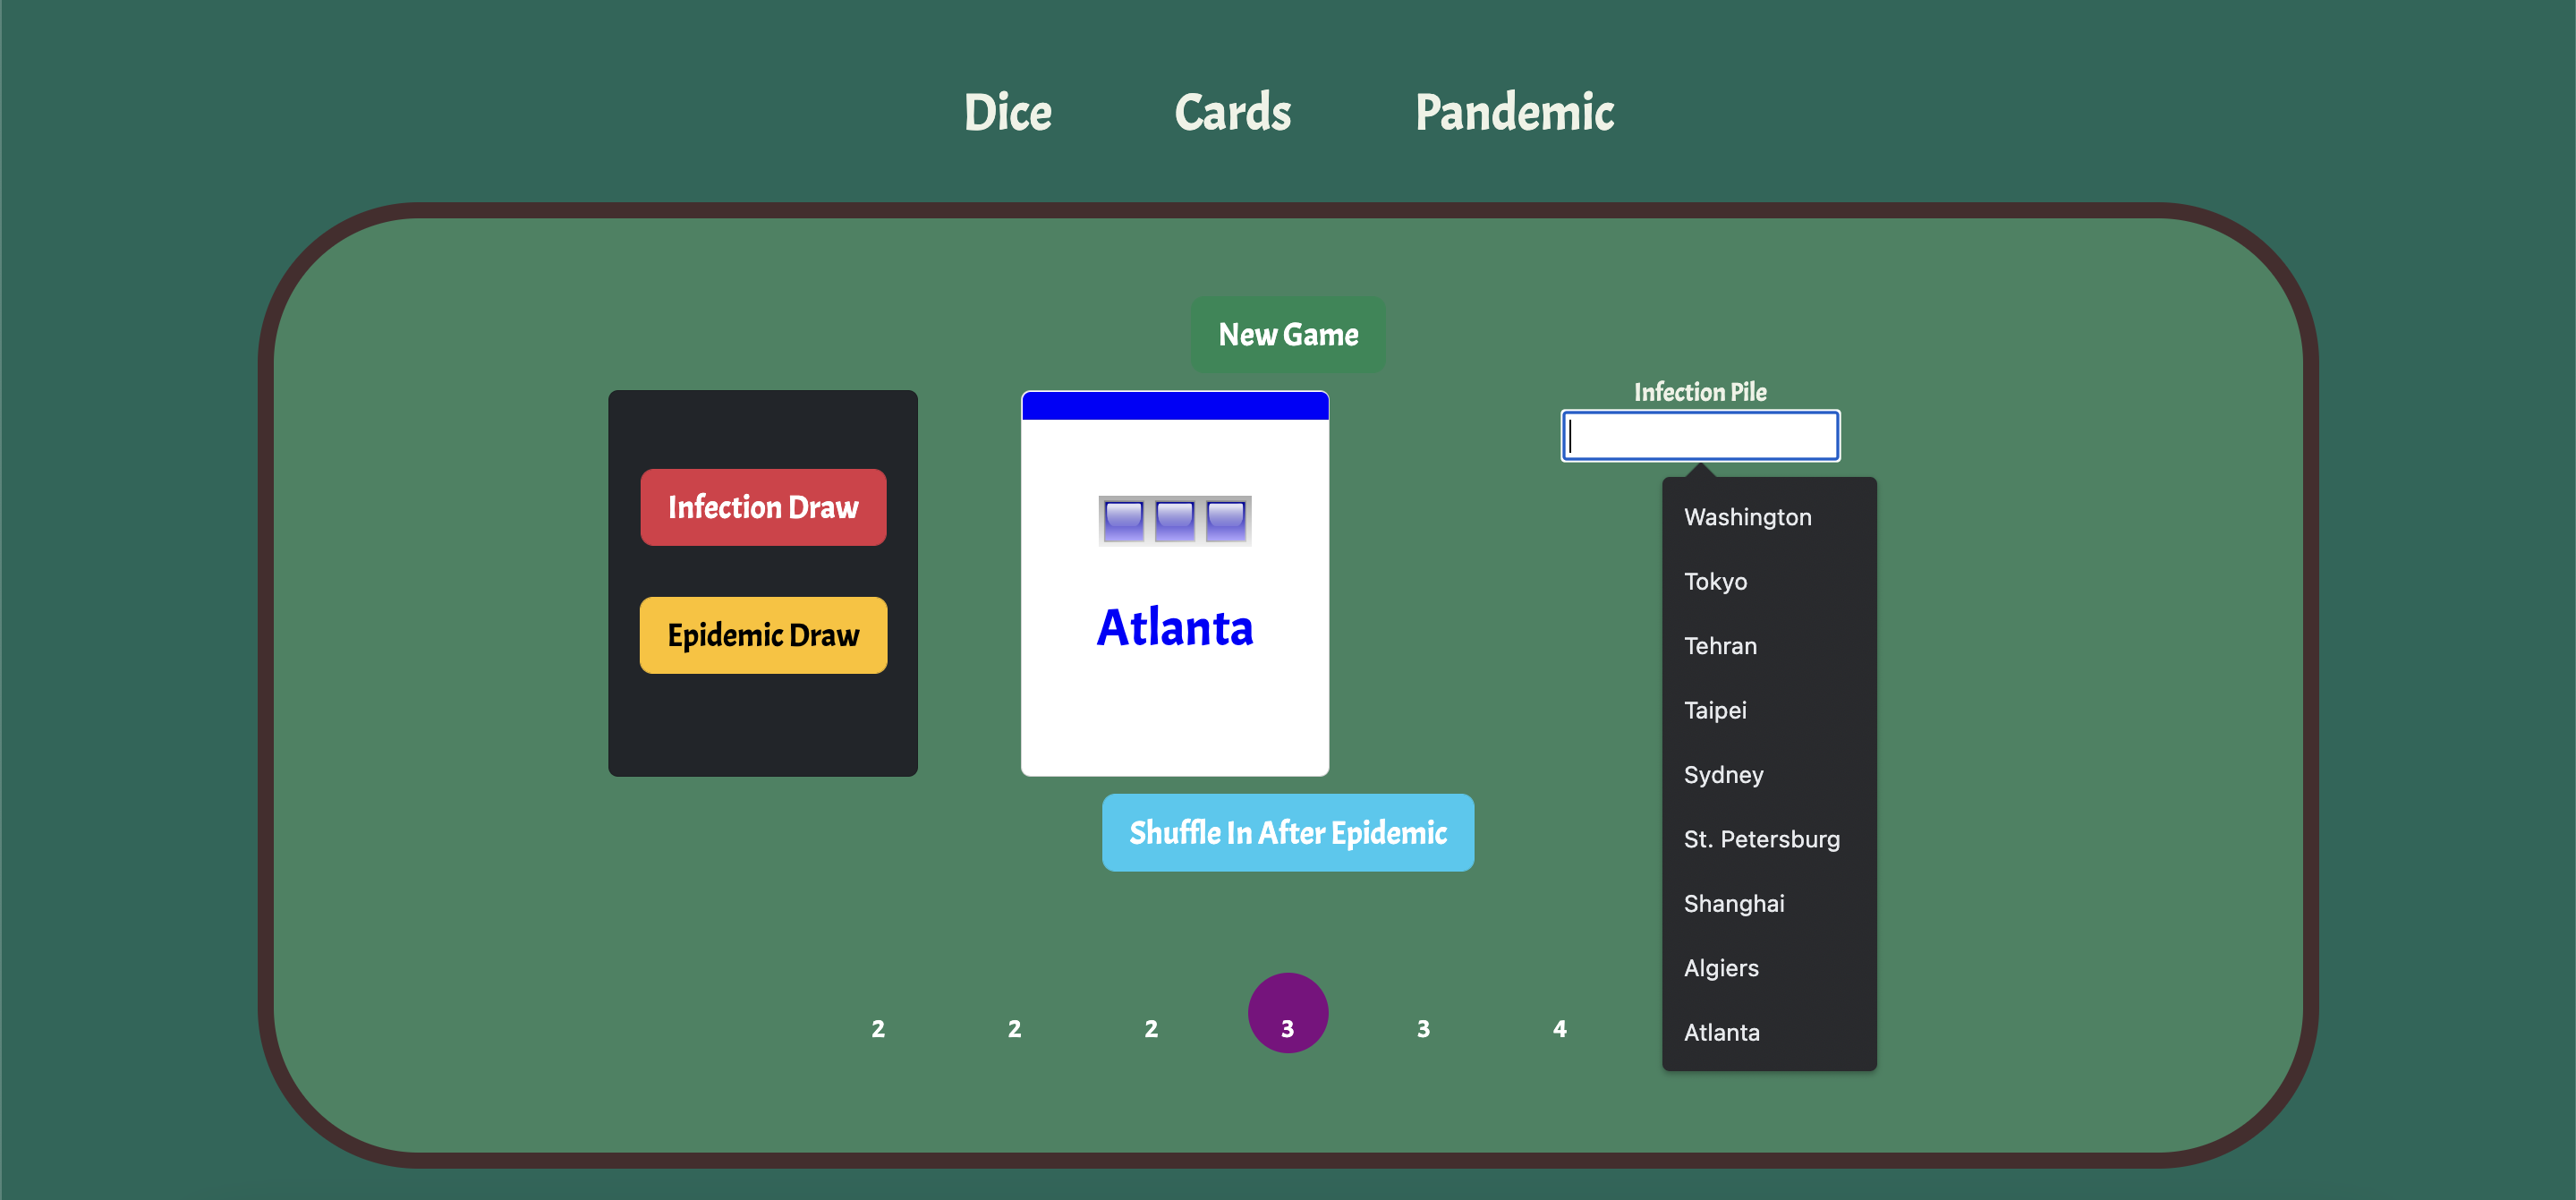 Dice Cards Pandemic
New Game
Infection Draw
Epidemic Draw
Atlanta
Shuffle In After Epidemic
Infection Pile
Washington
Tokyo
Tehran
Taipei
Sydney
St. Petersburg
Shanghai
Algiers
Atlanta
2 2 2 3 3 4